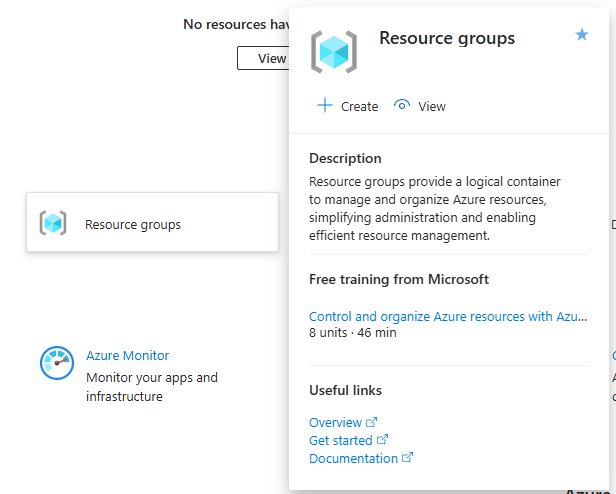 No resources hav
View
Resource groups
Resource groups
Create
View
Description
Resource groups provide a logical container
to manage and organize Azure resources,
simplifying administration and enabling
efficient resource management.
Free training from Microsoft
Control and organize Azure resources with Azu...
8 units · 46 min
Useful links
Overview
Get started
Documentation
Azure Monitor
Monitor your apps and
infrastructure